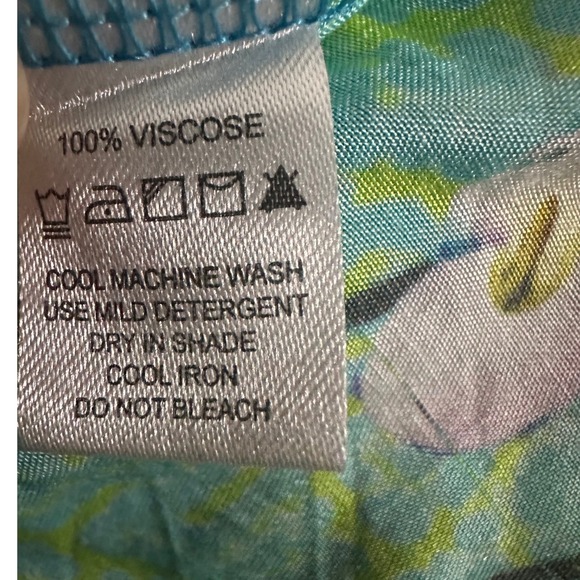 100% VISCOSE
COOL MACHINE WASH
USE MILD DETERGENT
DRY IN SHADE
COOL IRON
DO NOT BLEACH